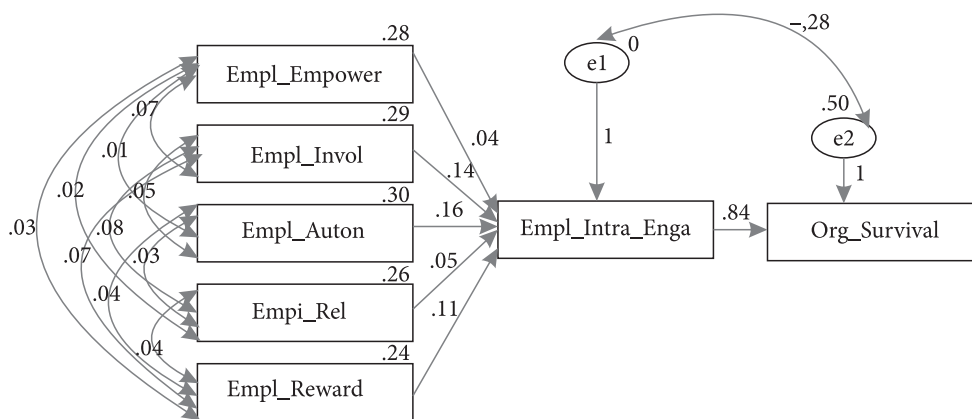 .28
Empl_Empower
.29
Empl_Invol
.30
Empl_Auton
.26
Empi_Rel
.24
Empl_Reward
.07
.01
.05
.02
.08
.03
.03
.07
.04
.04
.04
.14
.16
.05
.11
Empl_Intra_Enga
1
e1
0
–,28
.50
e2
1
.84
Org_Survival